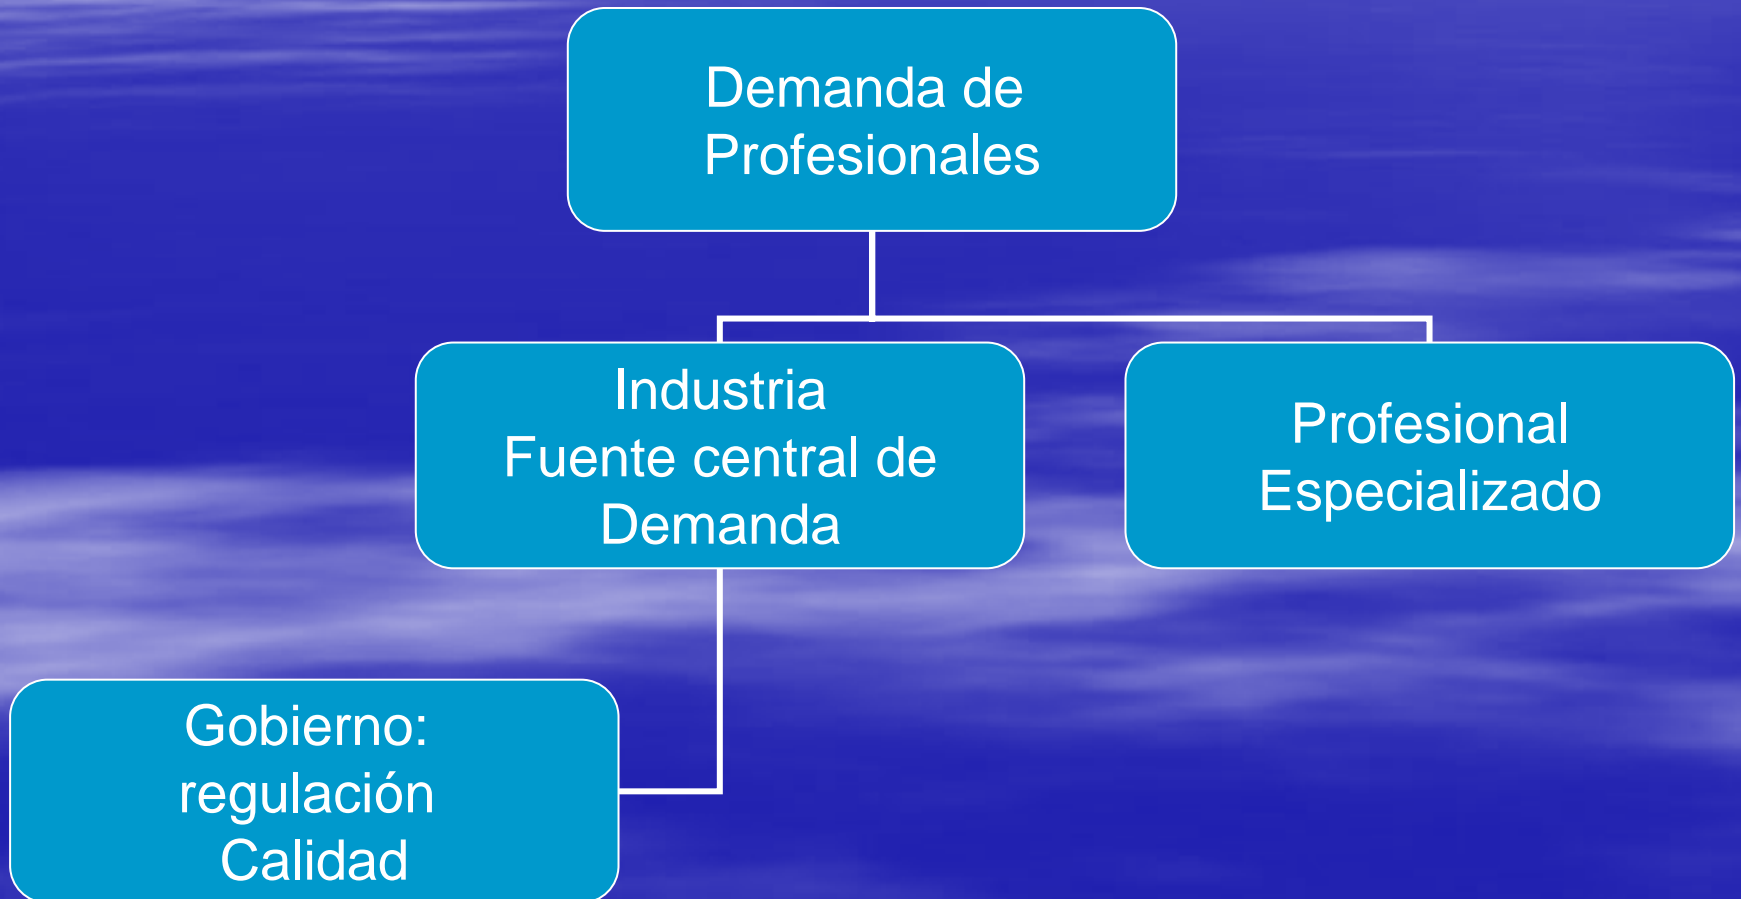 Demanda de
Profesionales
Industria
Fuente central de
Demanda
Profesional
Especializado
Gobierno:
regulación
Calidad